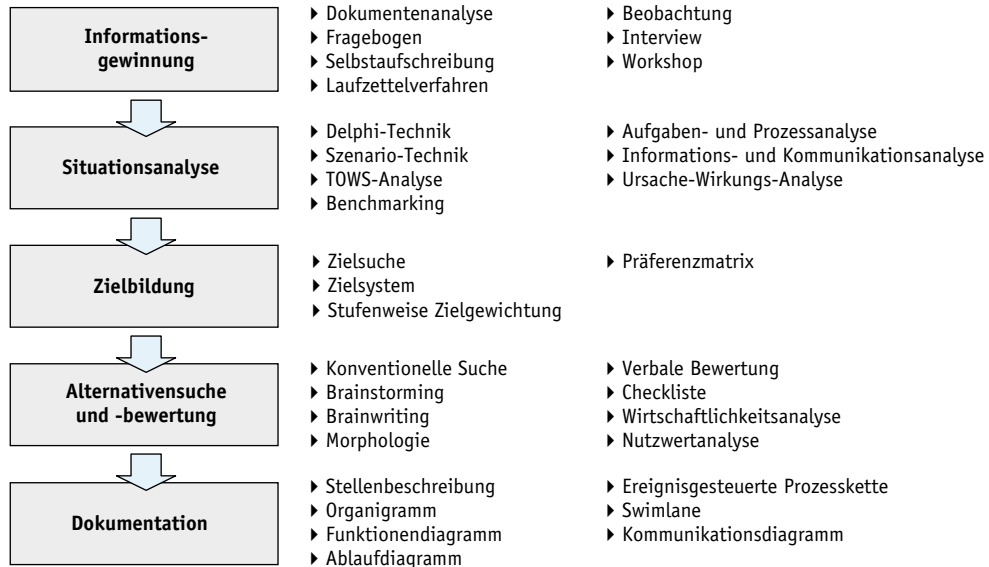 Informations-
gewinnung
▶ Dokumentenanalyse
▶ Fragebogen
▶ Selbstaufschreibung
▶ Laufzettelverfahren
▶ Beobachtung
▶ Interview
▶ Workshop
Situationsanalyse
▶ Delphi-Technik
▶ Szenario-Technik
▶ TOWS-Analyse
▶ Benchmarking
▶ Aufgaben- und Prozessanalyse
▶ Informations- und Kommunikationsanalyse
▶ Ursache-Wirkungs-Analyse
Zielbildung
▶ Zielsuche
▶ Zielsystem
▶ Stufenweise Zielgewichtung
▶ Präferenzmatrix
Alternativensuche
und -bewertung
▶ Konventionelle Suche
▶ Brainstorming
▶ Brainwriting
▶ Morphologie
▶ Verbale Bewertung
▶ Checkliste
▶ Wirtschaftlichkeitsanalyse
▶ Nutzwertanalyse
Dokumentation
▶ Stellenbeschreibung
▶ Organigramm
▶ Funktionendiagramm
▶ Ablaufdiagramm
▶ Ereignisgesteuerte Prozesskette
▶ Swimlane
▶ Kommunikationsdiagramm